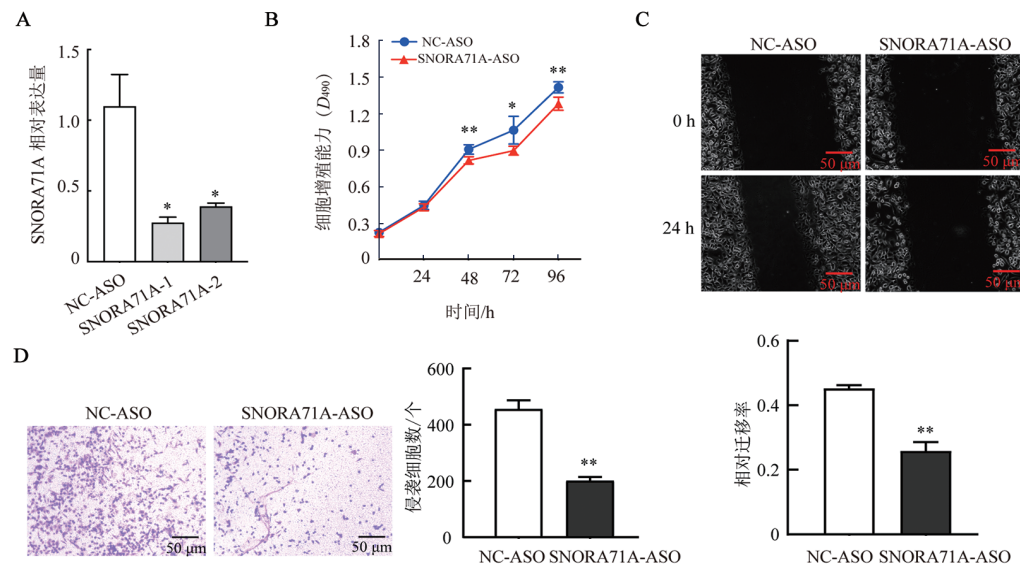 A
SNORA71A 相对表达量
1.5
1.0
0.5
0
*
*
NC-ASO
SNORA71A-1
SNORA71A-2
B
细胞增殖能力 (D490)
NC-ASO
SNORA71A-ASO
1.8
1.5
1.2
0.9
0.6
0.3
0
**
*
**
24
48
72
96
时间/h
C
NC-ASO
SNORA71A-ASO
0 h
50 μm
50 μm
24 h
50 μm
50 μm
D
NC-ASO
SNORA71A-ASO
50 μm
50 μm
侵袭细胞数/个
600
400
200
0
**
NC-ASO
SNORA71A-ASO
相对迁移率
0.6
0.4
0.2
0
**
NC-ASO
SNORA71A-ASO